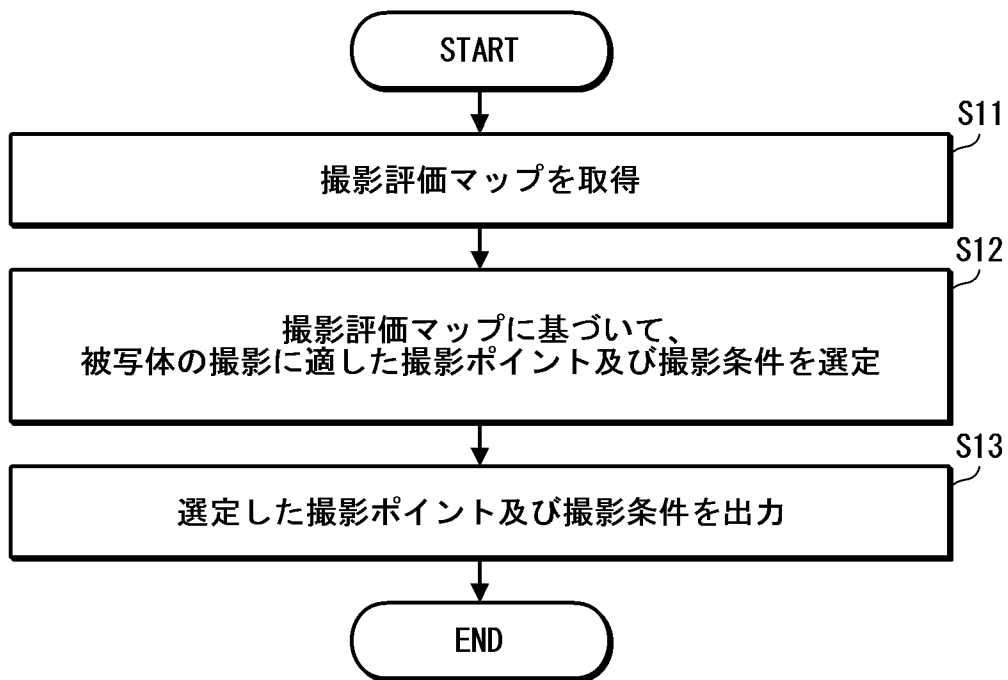 START
S11
撮影評価マップを取得
S12
撮影評価マップに基づいて、
被写体の撮影に適した撮影ポイント及び撮影条件を選定
S13
選定した撮影ポイント及び撮影条件を出力
END